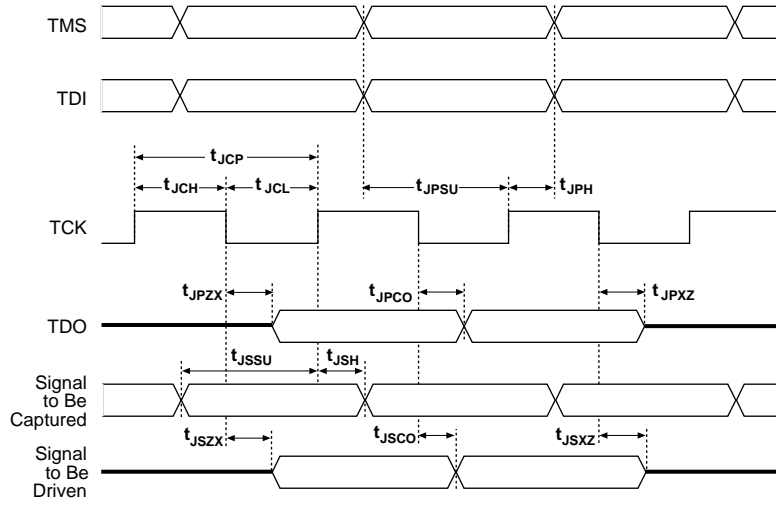 TMS
TDI
tJCP
tJCH tJCL tJPSU tJPH
TCK
tJPZX tJPCO tJPXZ
TDO
tJSSU tJSH
Signal
to Be
Captured
tJSZX tJSCO tJSXZ
Signal
to Be
Driven